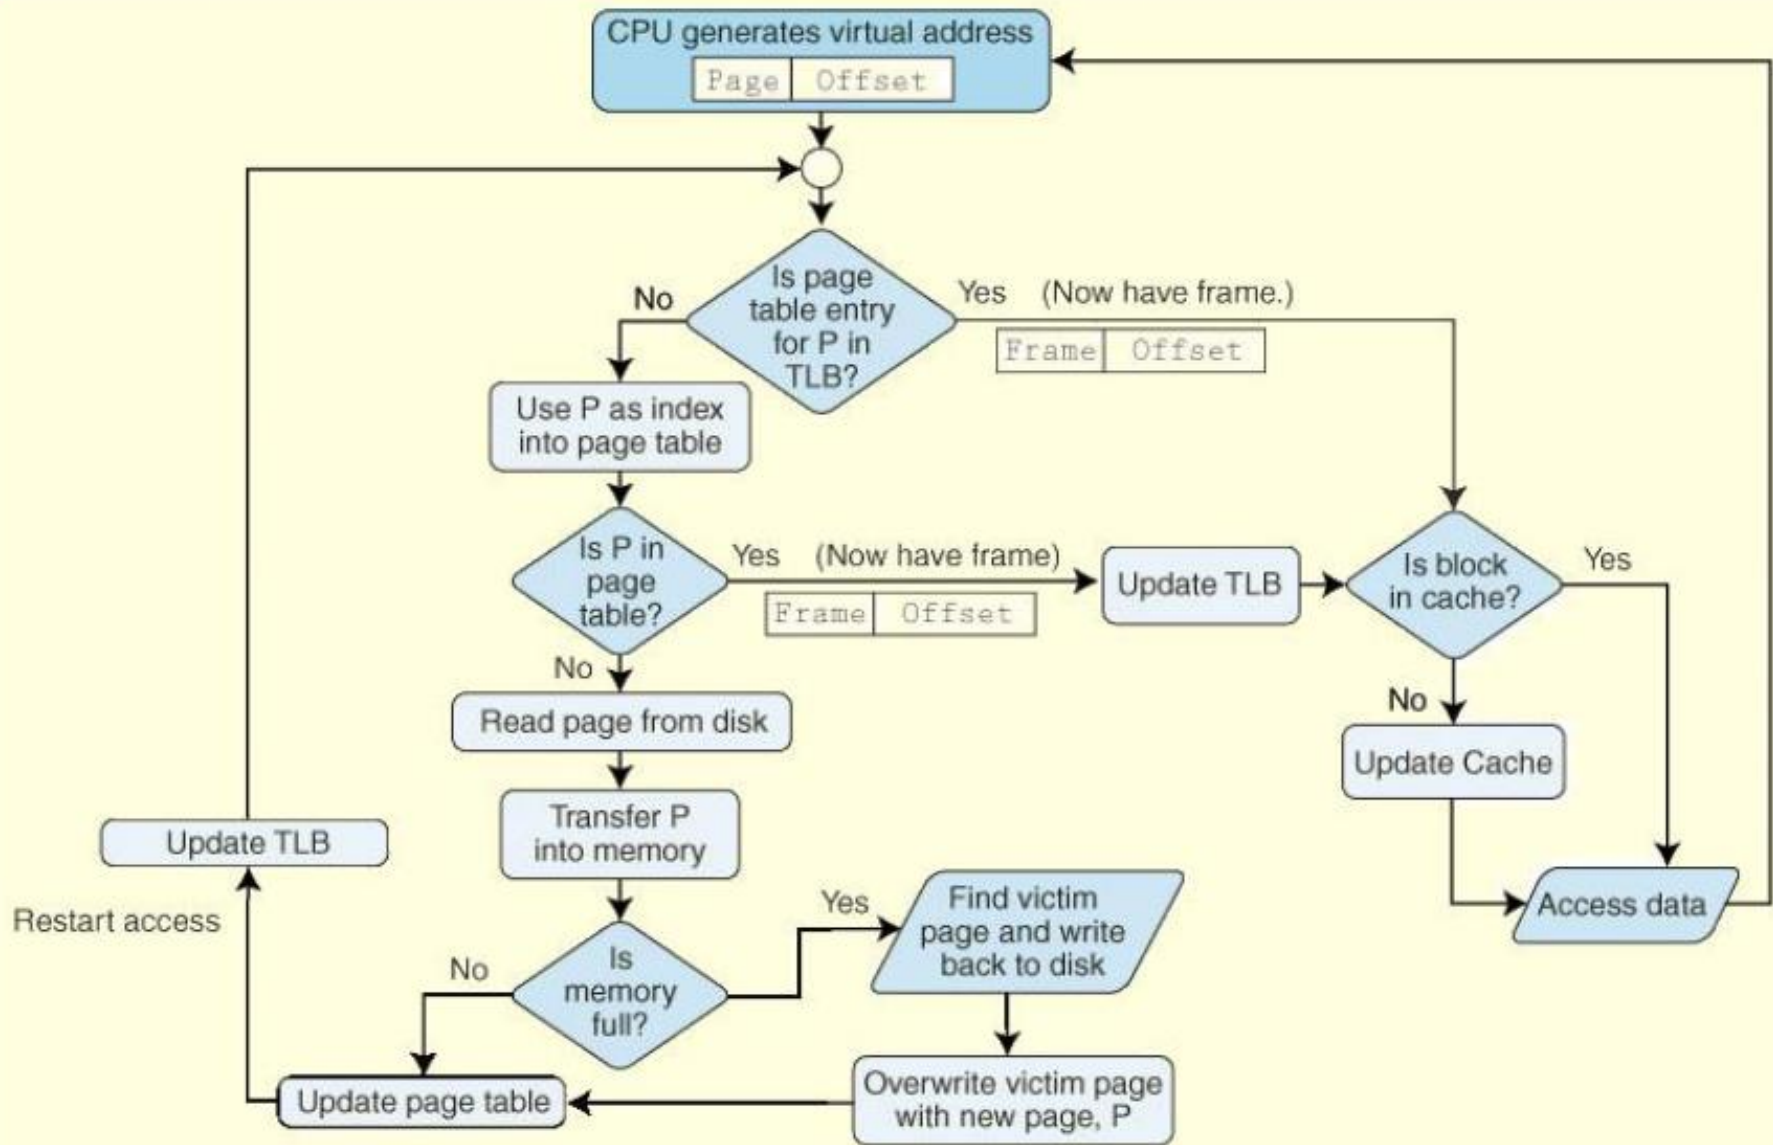 CPU generates virtual address
Page Offset
Is page
table entry
for P in
TLB?
No
Yes (Now have frame.)
Frame Offset
Use P as index
into page table
Is P in
page
table?
Yes (Now have frame)
Frame Offset
Update TLB
Is block
in cache?
Yes
No
Read page from disk
No
Update Cache
Transfer P
into memory
Update TLB
Restart access
Is
memory
full?
No
Yes
Find victim
page and write
back to disk
Access data
Update page table
Overwrite victim page
with new page, P